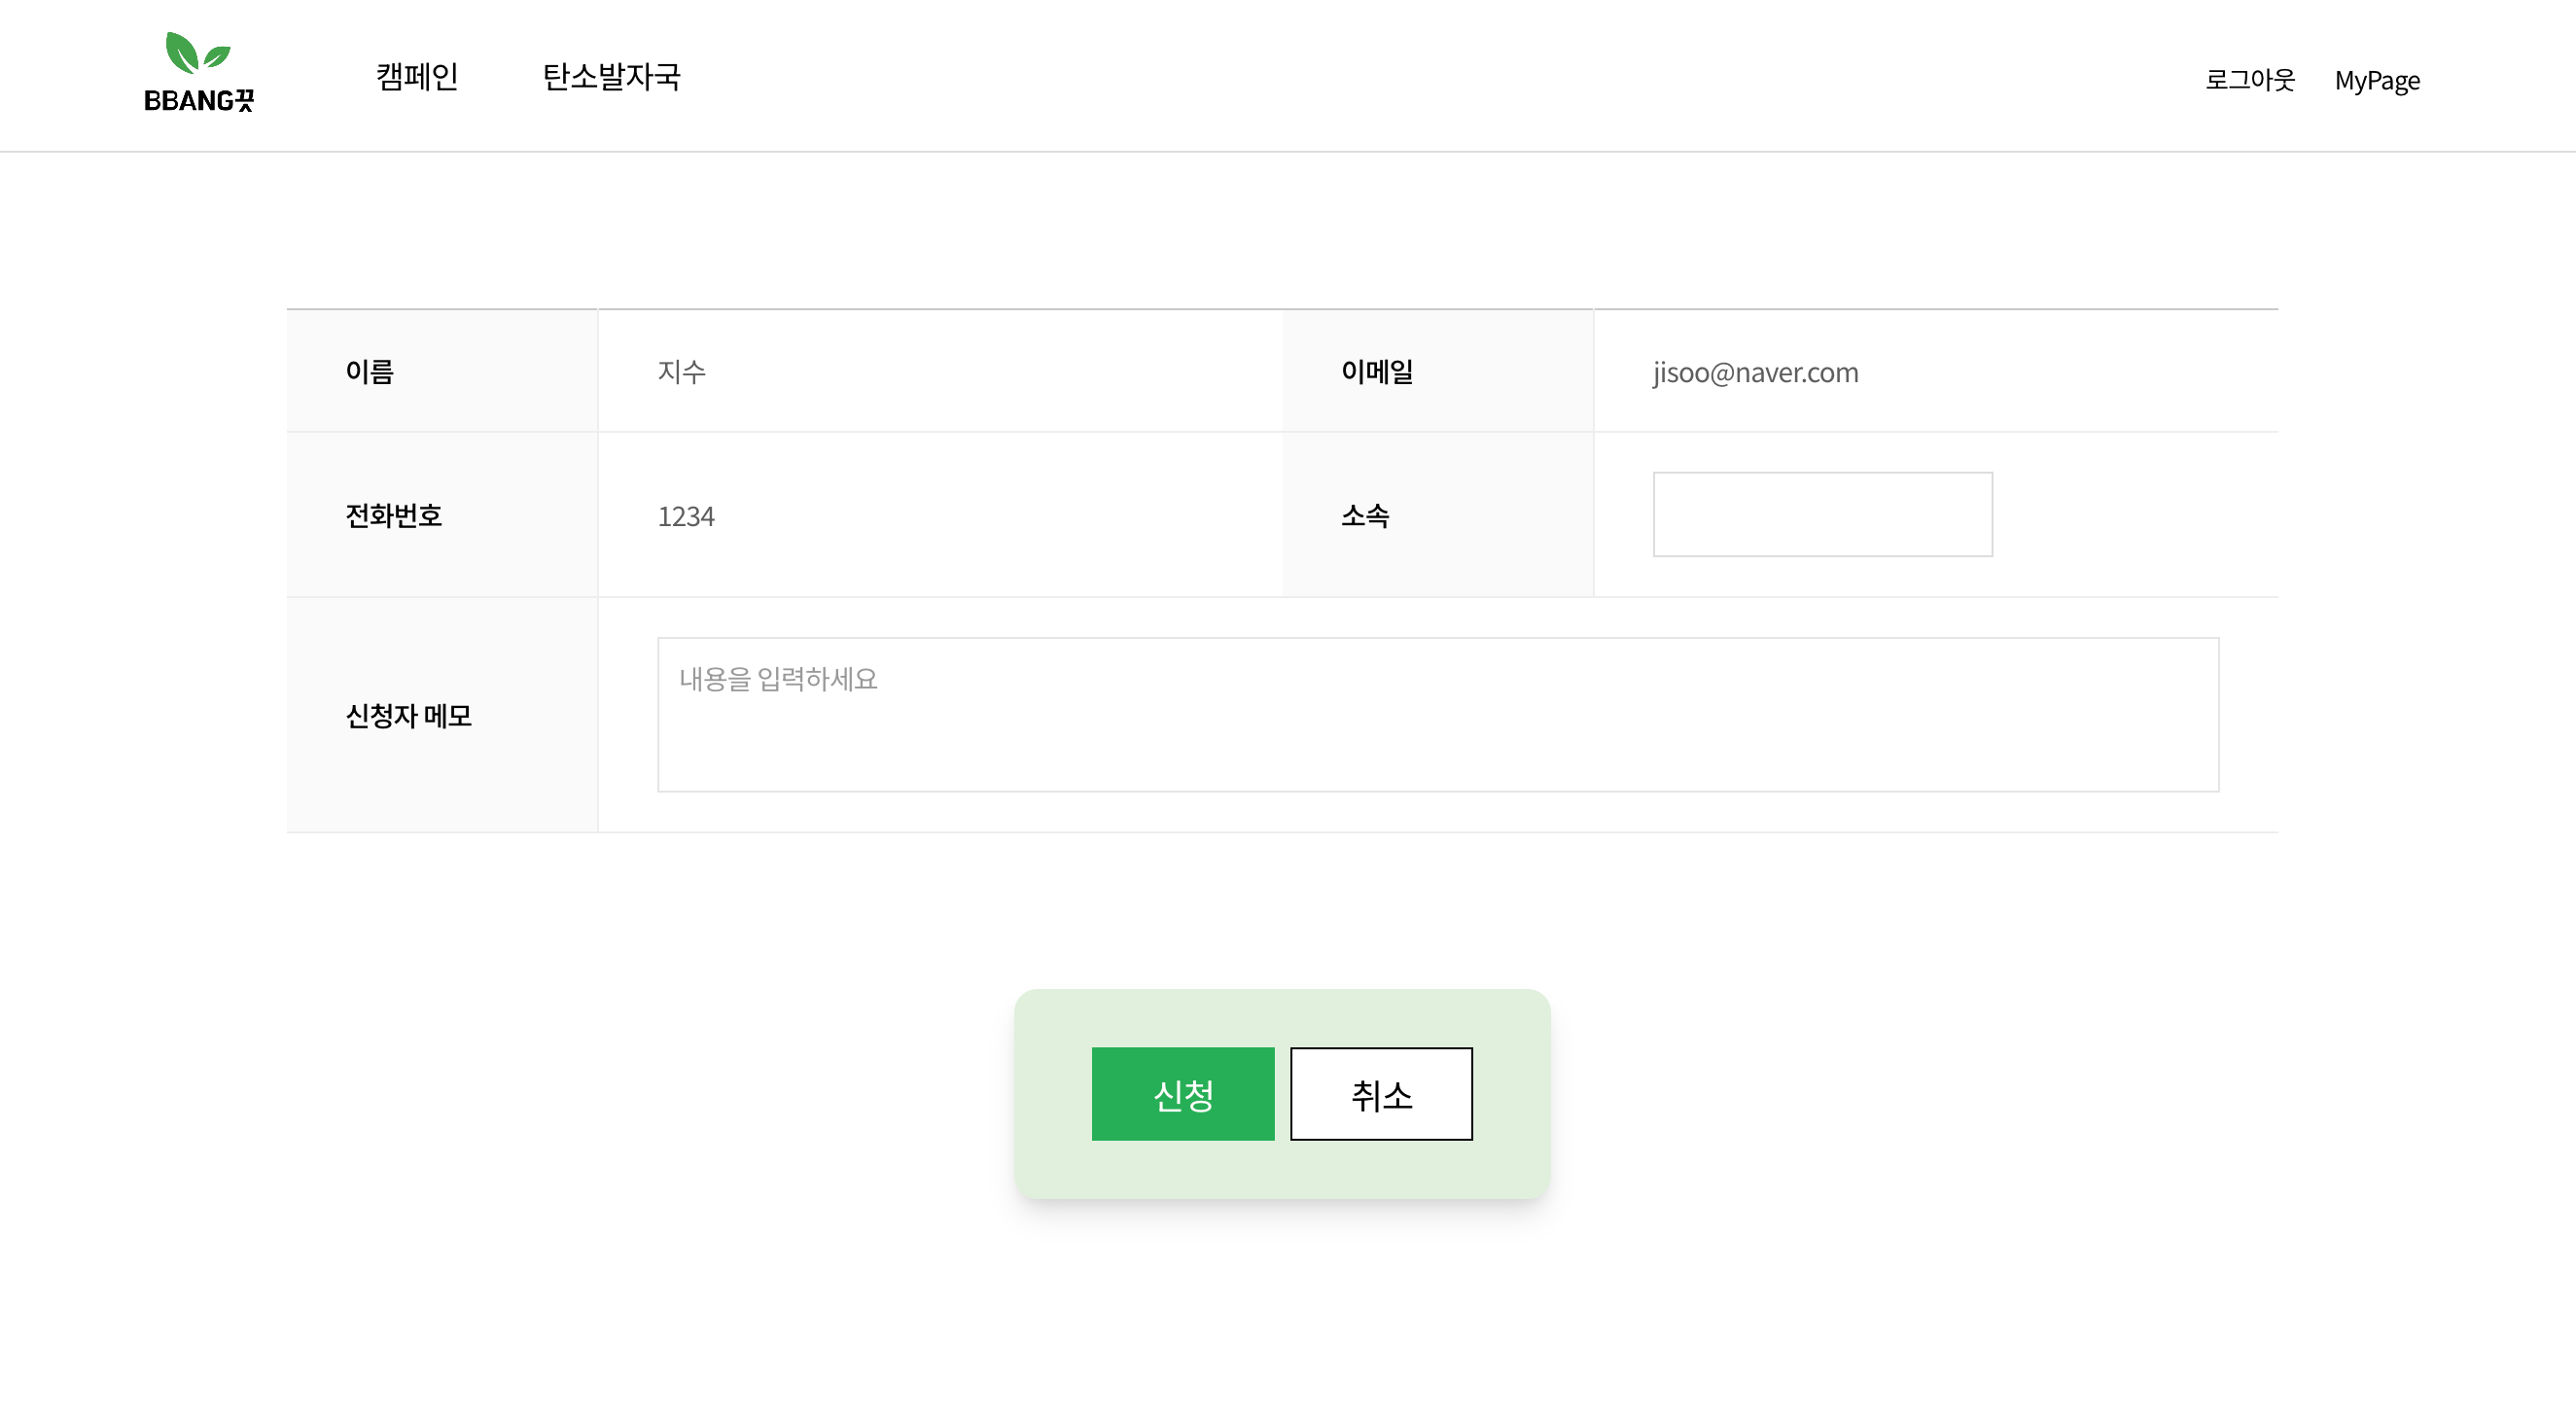 BBANG끗
캠페인 탄소발자국 로그아웃 MyPage
이름 지수 이메일 jisoo@naver.com
전화번호 1234 소속
신청자 메모 내용을 입력하세요
신청 취소